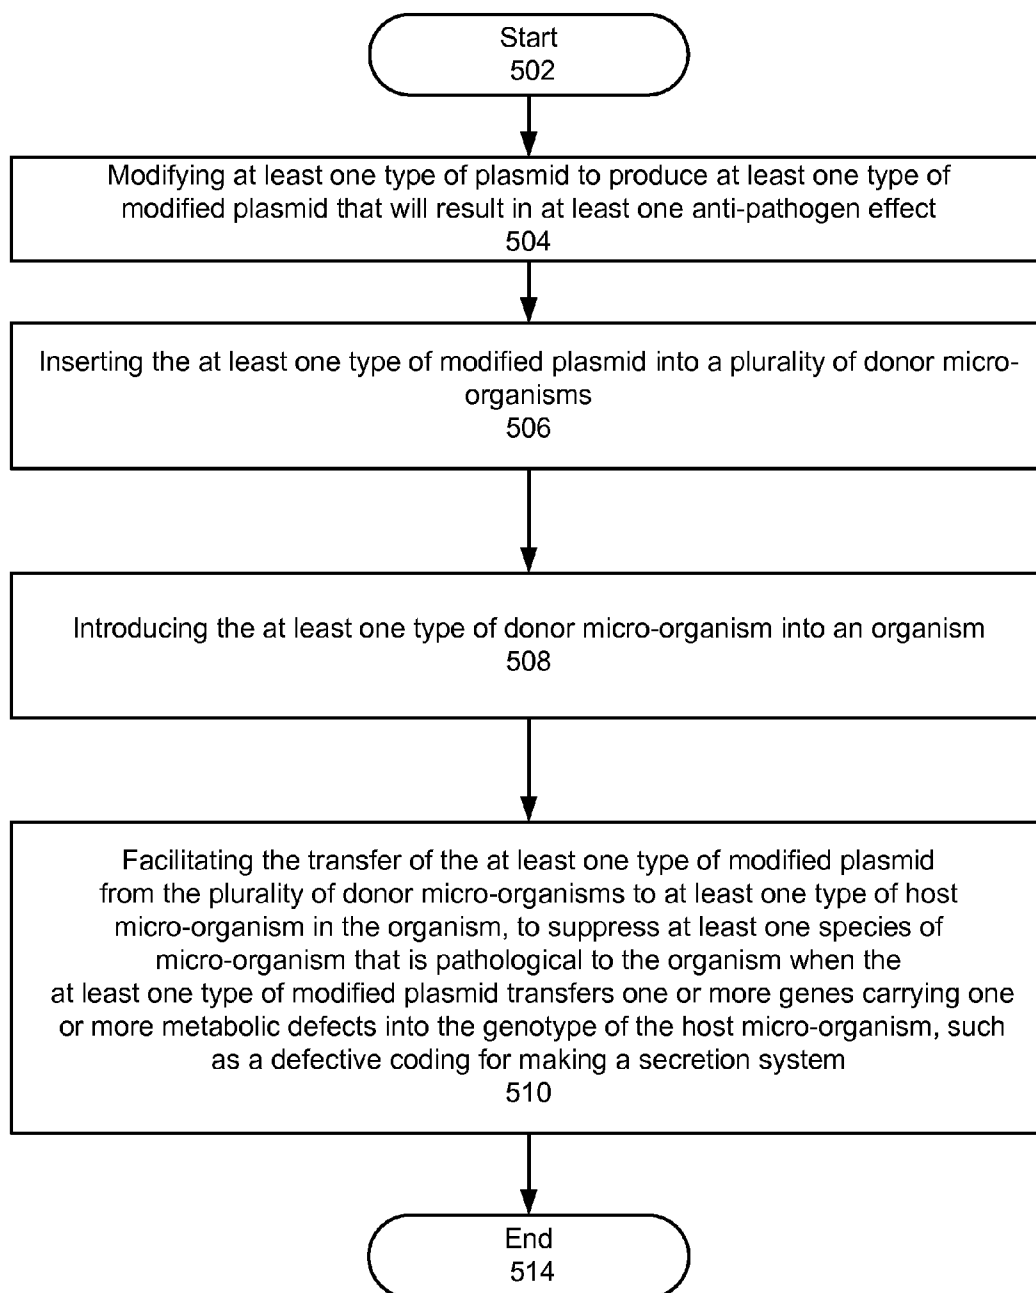 Start
502
Modifying at least one type of plasmid to produce at least one type of
modified plasmid that will result in at least one anti-pathogen effect
504
Inserting the at least one type of modified plasmid into a plurality of donor micro-
organisms
506
Introducing the at least one type of donor micro-organism into an organism
508
Facilitating the transfer of the at least one type of modified plasmid
from the plurality of donor micro-organisms to at least one type of host
micro-organism in the organism, to suppress at least one species of
micro-organism that is pathological to the organism when the
at least one type of modified plasmid transfers one or more genes carrying one
or more metabolic defects into the genotype of the host micro-organism, such
as a defective coding for making a secretion system
510
End
514